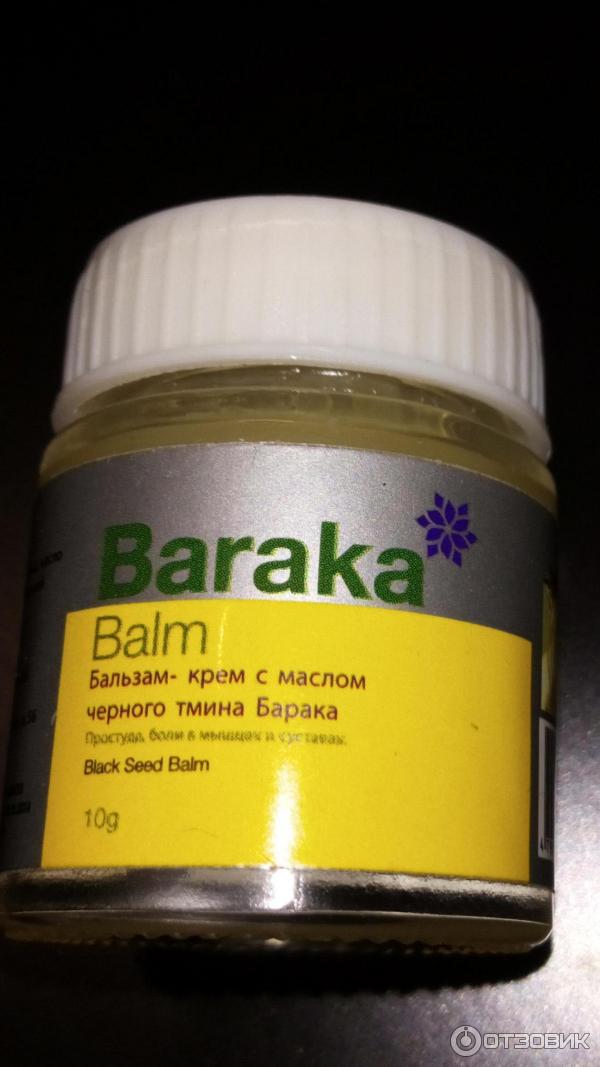 Baraka
Balm
Бальзам- крем с маслом
черного тмина Барака
Простуда, боли в мышцах и суставах.
Black Seed Balm
10g
ОТЗОВИК